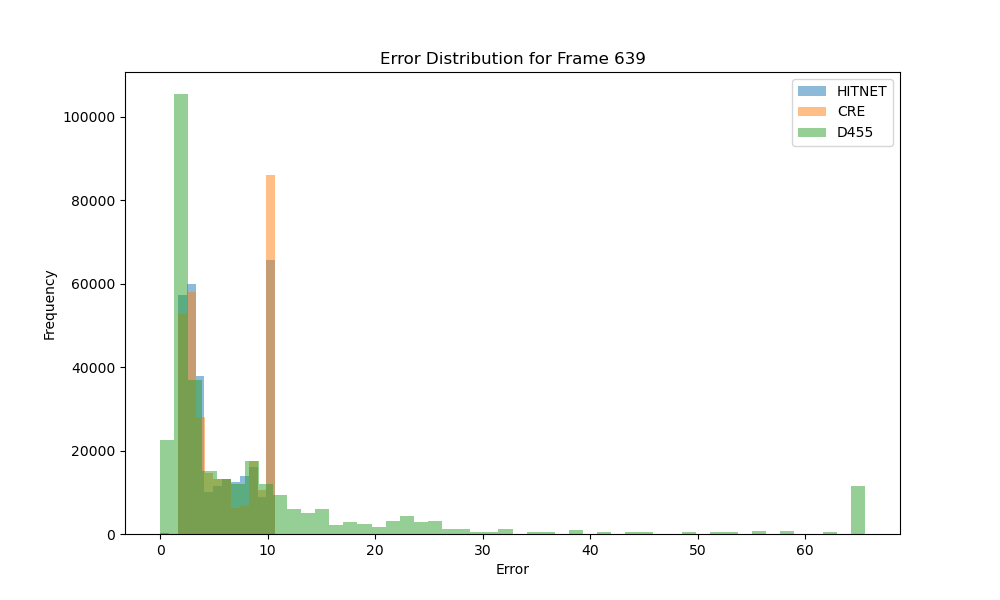 Error Distribution for Frame 639
HITNET
CRE
D455
100000
80000
60000
40000
20000
0
Frequency
0 10 20 30 40 50 60
Error